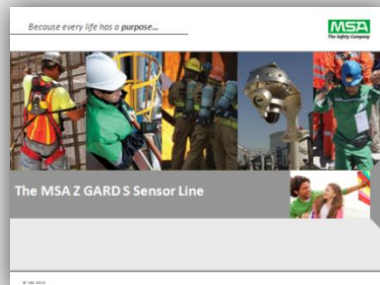 Because every life has a purpose...
MSA
The Safety Company
The MSA Z GARD S Sensor Line